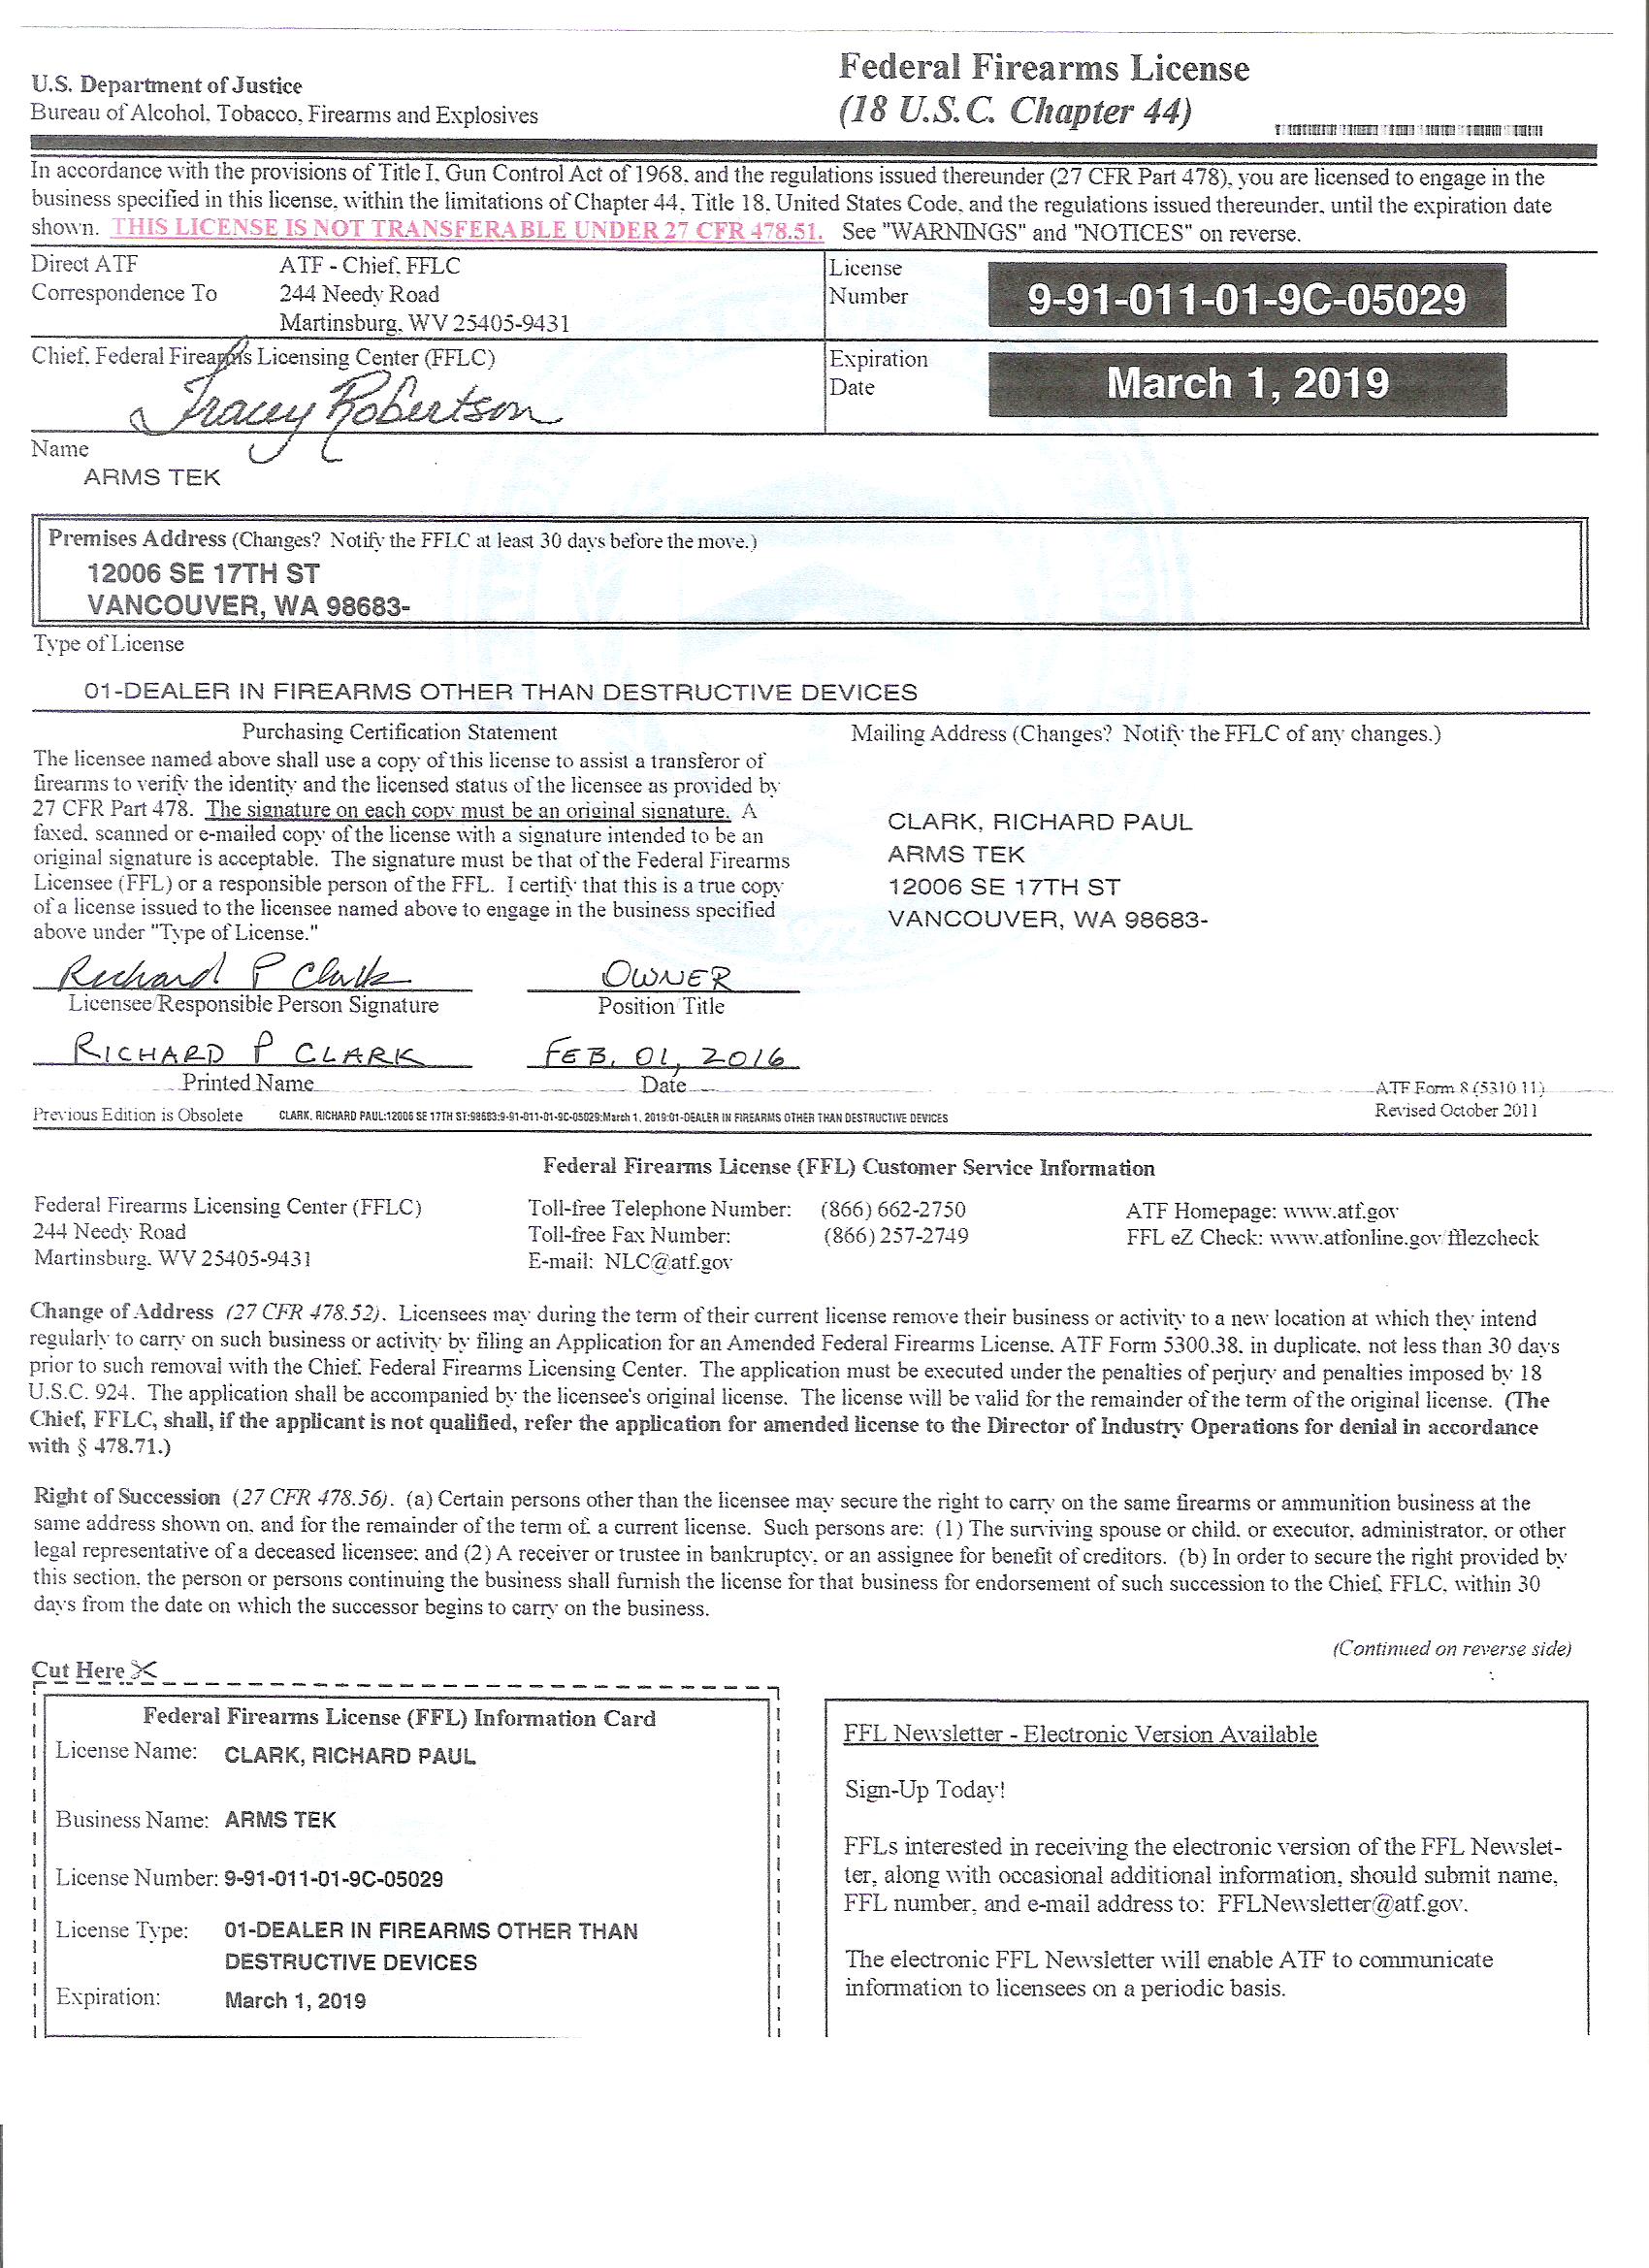 U.S. Department of Justice
Bureau of Alcohol, Tobacco, Firearms and Explosives
Federal Firearms License
(18 U.S.C. Chapter 44)
In accordance with the provisions of Title I, Gun Control Act of 1968, and the regulations issued thereunder (27 CFR Part 478), you are licensed to engage in the
business specified in this license, within the limitations of Chapter 44, Title 18, United States Code, and the regulations issued thereunder, until the expiration date
shown. THIS LICENSE IS NOT TRANSFERABLE UNDER 27 CFR 478.51. See "WARNINGS" and "NOTICES" on reverse.
Direct ATF
Correspondence To
ATF - Chief, FFLC
244 Needy Road
Martinsburg, WV 25405-9431
License
Number
9-91-011-01-9C-05029
Chief, Federal Firearms Licensing Center (FFLC)
Tracey Robertson
Expiration
Date
March 1, 2019
Name
ARMS TEK
Premises Address (Changes? Notify the FFLC at least 30 days before the move.)
12006 SE 17TH ST
VANCOUVER, WA 98683-
Type of License
01-DEALER IN FIREARMS OTHER THAN DESTRUCTIVE DEVICES
Purchasing Certification Statement
The licensee named above shall use a copy of this license to assist a transferor of
firearms to verify the identity and the licensed status of the licensee as provided by
27 CFR Part 478. The signature on each copy must be an original signature. A
faxed, scanned or e-mailed copy of the license with a signature intended to be an
original signature is acceptable. The signature must be that of the Federal Firearms
Licensee (FFL) or a responsible person of the FFL. I certify that this is a true copy
of a license issued to the licensee named above to engage in the business specified
above under "Type of License."
Mailing Address (Changes? Notify the FFLC of any changes.)
CLARK, RICHARD PAUL
ARMS TEK
12006 SE 17TH ST
VANCOUVER, WA 98683-
Richard P Clark
Licensee/Responsible Person Signature
OWNER
Position Title
RICHARD P CLARK
Printed Name
FEB. 01, 2016
Date
ATF Form 8 (5310.11)
Revised October 2011
Previous Edition is Obsolete
CLARK, RICHARD PAUL:12006 SE 17TH ST:98683:9-91-011-01-9C-05029:March 1, 2019:01-DEALER IN FIREARMS OTHER THAN DESTRUCTIVE DEVICES
Federal Firearms License (FFL) Customer Service Information
Federal Firearms Licensing Center (FFLC)
244 Needy Road
Martinsburg, WV 25405-9431
Toll-free Telephone Number: (866) 662-2750
Toll-free Fax Number: (866) 257-2749
E-mail: NLC@atf.gov
ATF Homepage: www.atf.gov
FFL eZ Check: www.atfonline.gov/fflezcheck
Change of Address (27 CFR 478.52). Licensees may during the term of their current license remove their business or activity to a new location at which they intend
regularly to carry on such business or activity by filing an Application for an Amended Federal Firearms License, ATF Form 5300.38, in duplicate, not less than 30 days
prior to such removal with the Chief, Federal Firearms Licensing Center. The application must be executed under the penalties of perjury and penalties imposed by 18
U.S.C. 924. The application shall be accompanied by the licensee's original license. The license will be valid for the remainder of the term of the original license. (The
Chief, FFLC, shall, if the applicant is not qualified, refer the application for amended license to the Director of Industry Operations for denial in accordance
with § 478.71.)
Right of Succession (27 CFR 478.56). (a) Certain persons other than the licensee may secure the right to carry on the same firearms or ammunition business at the
same address shown on, and for the remainder of the term of, a current license. Such persons are: (1) The surviving spouse or child, or executor, administrator, or other
legal representative of a deceased licensee; and (2) A receiver or trustee in bankruptcy, or an assignee for benefit of creditors. (b) In order to secure the right provided by
this section, the person or persons continuing the business shall furnish the license for that business for endorsement of such succession to the Chief, FFLC, within 30
days from the date on which the successor begins to carry on the business.
(Continued on reverse side)
Cut Here
Federal Firearms License (FFL) Information Card
License Name: CLARK, RICHARD PAUL
Business Name: ARMS TEK
License Number: 9-91-011-01-9C-05029
License Type: 01-DEALER IN FIREARMS OTHER THAN
DESTRUCTIVE DEVICES
Expiration: March 1, 2019
FFL Newsletter - Electronic Version Available
Sign-Up Today!
FFLs interested in receiving the electronic version of the FFL Newslet-
ter, along with occasional additional information, should submit name,
FFL number, and e-mail address to: FFLNewsletter@atf.gov.
The electronic FFL Newsletter will enable ATF to communicate
information to licensees on a periodic basis.